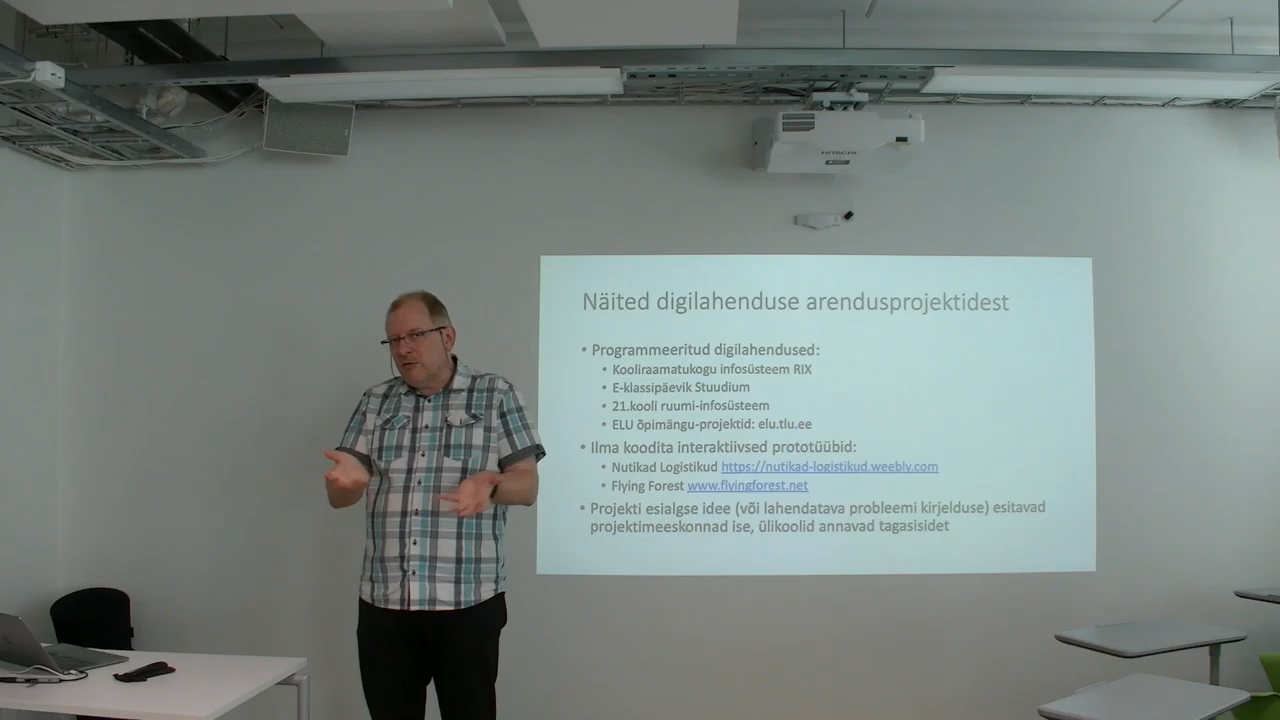 HITACHI
Näited digilahenduse arendusprojektidest
• Programmeeritud digilahendused:
• Kooliraamatukogu infosüsteem RIX
• E-klassipäevik Stuudium
• 21.kooli ruumi-infosüsteem
• ELU õpimängu-projektid: elu.tlu.ee
• Ilma koodita interaktiivsed prototüübid:
• Nutikad Logistikud https://nutikad-logistikud.weebly.com
• Flying Forest www.flyingforest.net
• Projekti esialgse idee (või lahendatava probleemi kirjelduse) esitavad
projektimeeskonnad ise, ülikoolid annavad tagasisidet